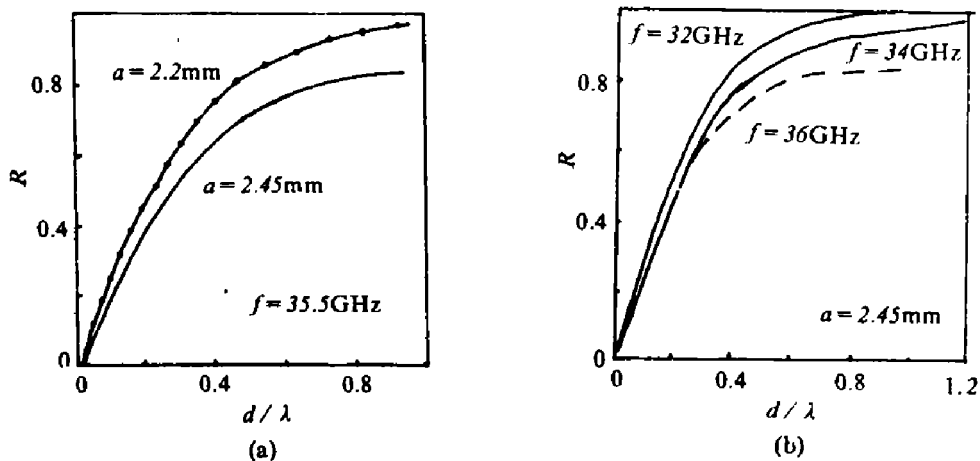 a = 2.2mm
0.8
R
a = 2.45mm
0.4
f = 35.5GHz
0
0
0.4
0.8
d / λ
(a)
f = 32GHz
f = 34GHz
0.8
f = 36GHz
R
0.4
a = 2.45mm
0
0
0.4
0.8
1.2
d / λ
(b)